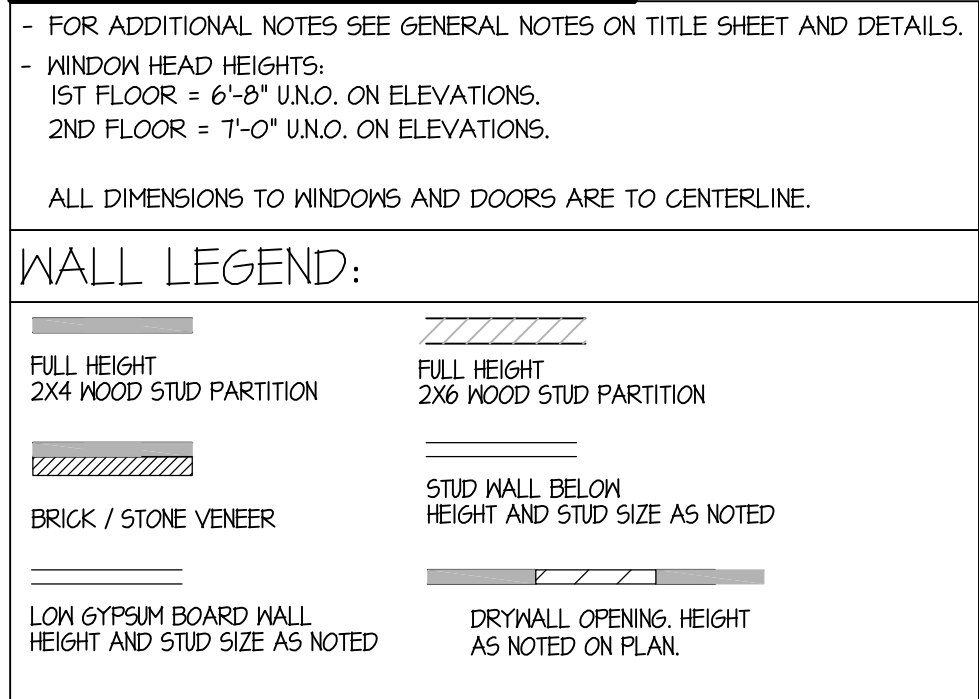 - FOR ADDITIONAL NOTES SEE GENERAL NOTES ON TITLE SHEET AND DETAILS.
- WINDOW HEAD HEIGHTS:
1ST FLOOR = 6'-8" U.N.O. ON ELEVATIONS.
2ND FLOOR = 7'-0" U.N.O. ON ELEVATIONS.
ALL DIMENSIONS TO WINDOWS AND DOORS ARE TO CENTERLINE.
WALL LEGEND:
FULL HEIGHT
2X4 WOOD STUD PARTITION
FULL HEIGHT
2X6 WOOD STUD PARTITION
BRICK / STONE VENEER
STUD WALL BELOW
HEIGHT AND STUD SIZE AS NOTED
LOW GYPSUM BOARD WALL
HEIGHT AND STUD SIZE AS NOTED
DRYWALL OPENING. HEIGHT
AS NOTED ON PLAN.